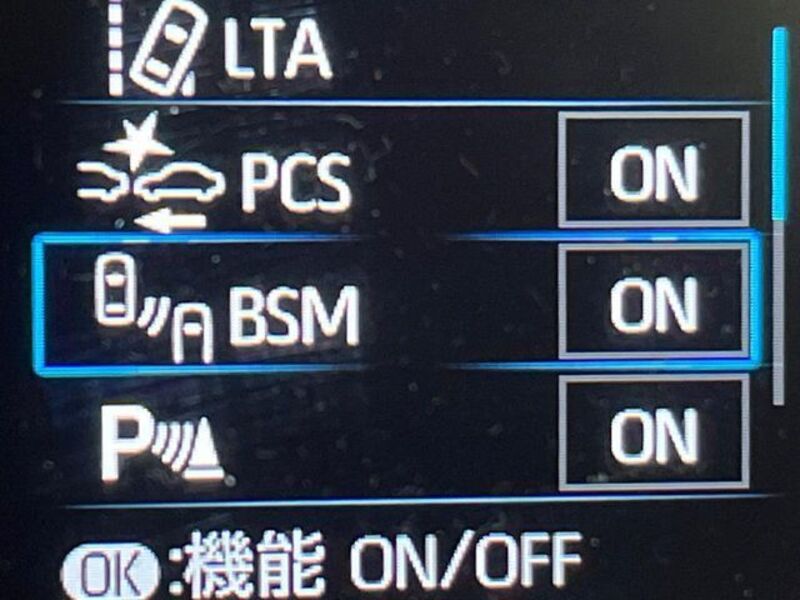 LTA
PCS ON
BSM ON
P ON
OK:機能 ON/OFF